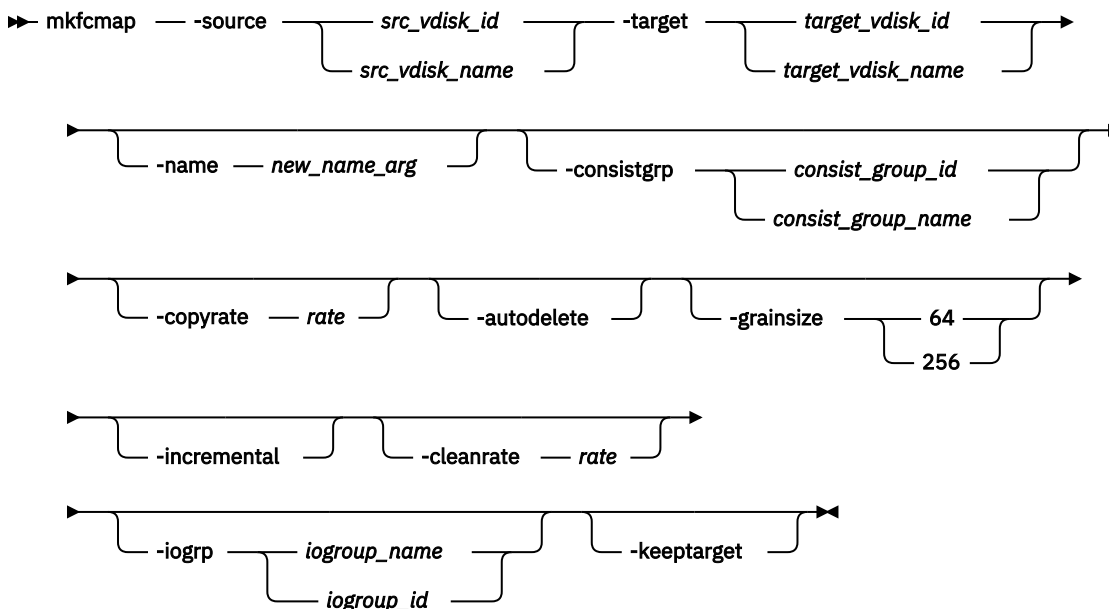 mkfcmap -source src_vdisk_id -target target_vdisk_id
src_vdisk_name target_vdisk_name
-name new_name_arg -consistgrp consist_group_id
consist_group_name
-copyrate rate -autodelete -grainsize 64
256
-incremental -cleanrate rate
-iogrp iogroup_name -keeptarget
iogroup_id